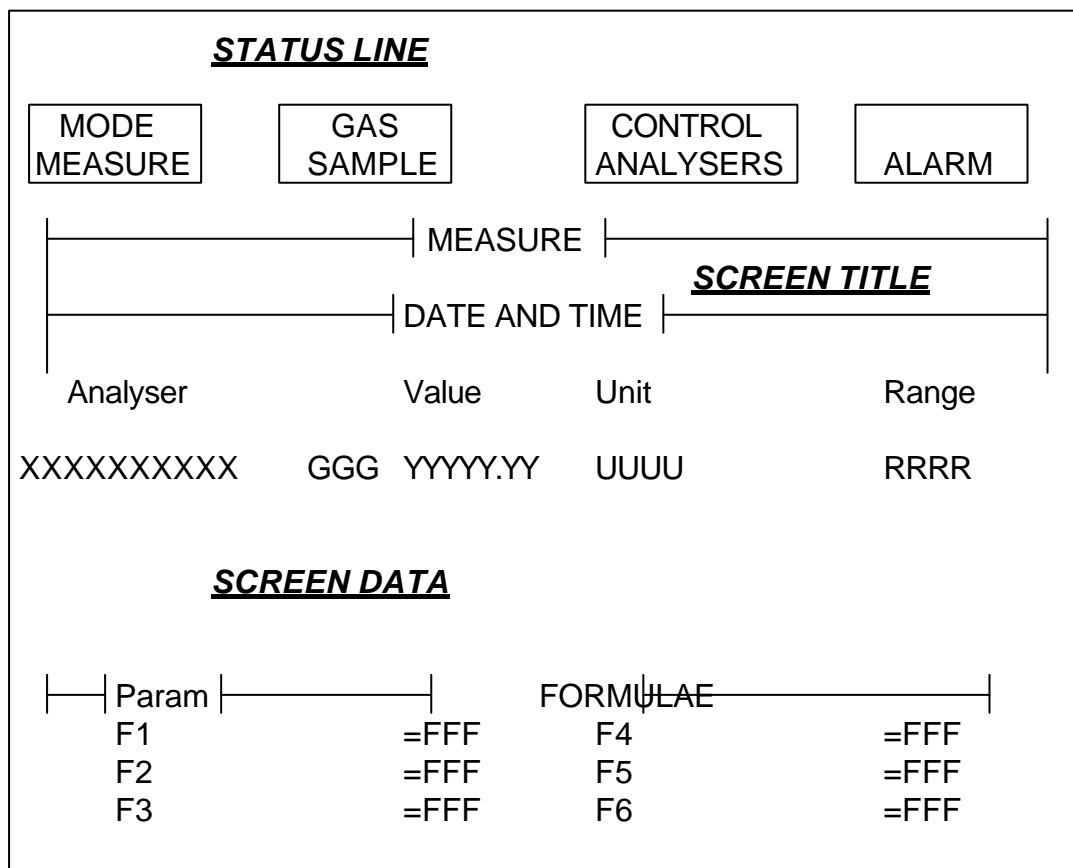 STATUS LINE
MODE GAS CONTROL
MEASURE SAMPLE ANALYSERS ALARM
MEASURE
SCREEN TITLE
DATE AND TIME
Analyser Value Unit Range
XXXXXXXXXX GGG YYYYY.YY UUUU RRRR
SCREEN DATA
Param FORMULAE
F1 =FFF F4 =FFF
F2 =FFF F5 =FFF
F3 =FFF F6 =FFF